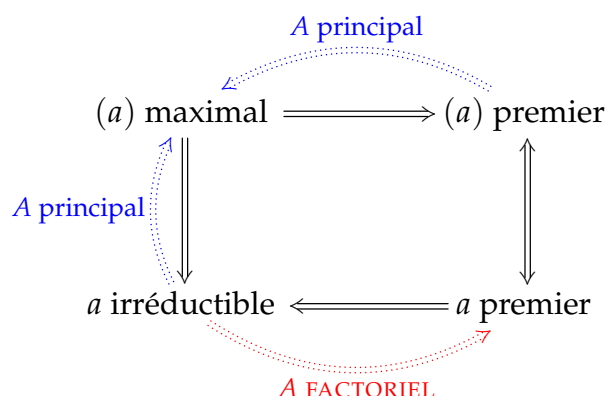 A principal
(a) maximal (a) premier
A principal
a irréductible a premier
A FACTORIEL